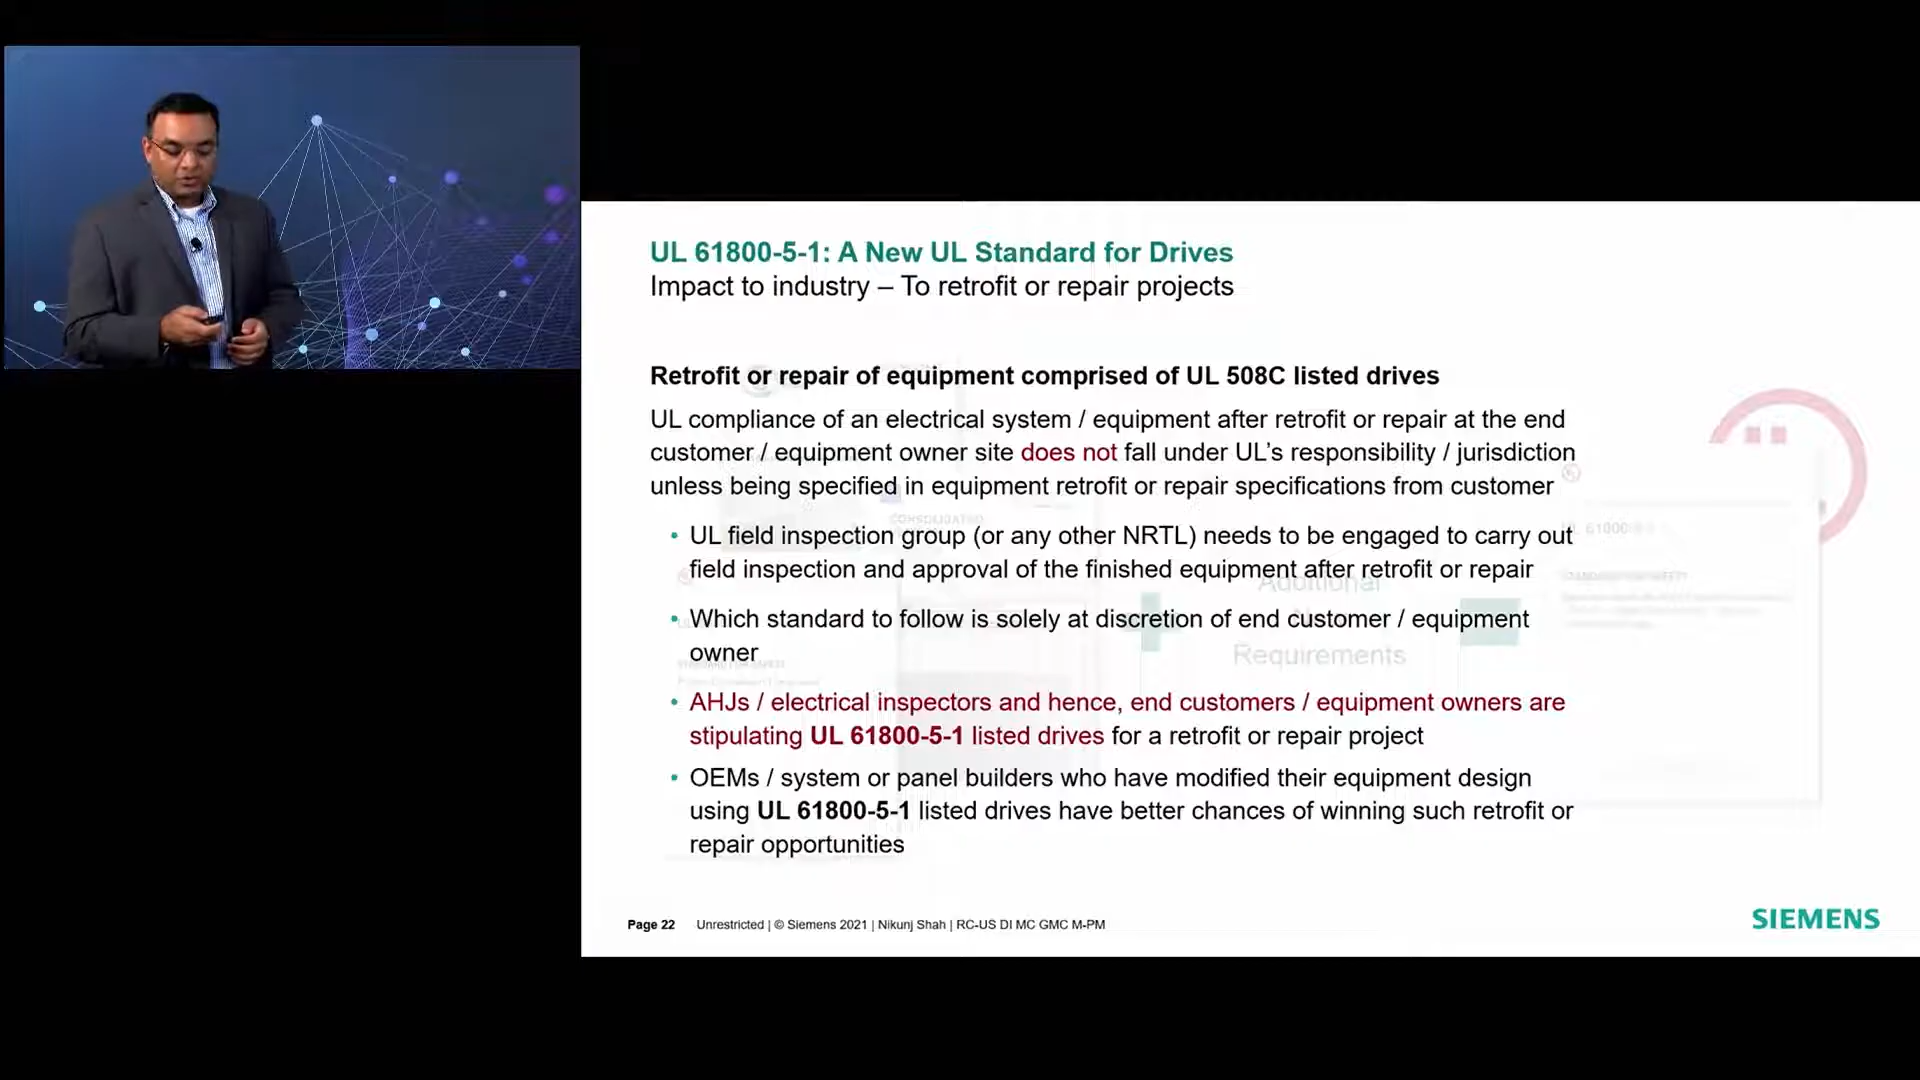 UL 61800-5-1: A New UL Standard for Drives
Impact to industry – To retrofit or repair projects
Retrofit or repair of equipment comprised of UL 508C listed drives
UL compliance of an electrical system / equipment after retrofit or repair at the end
customer / equipment owner site does not fall under UL’s responsibility / jurisdiction
unless being specified in equipment retrofit or repair specifications from customer
• UL field inspection group (or any other NRTL) needs to be engaged to carry out
field inspection and approval of the finished equipment after retrofit or repair
Additional
• Which standard to follow is solely at discretion of end customer / equipment
owner
Requirements
• AHJs / electrical inspectors and hence, end customers / equipment owners are
stipulating UL 61800-5-1 listed drives for a retrofit or repair project
• OEMs / system or panel builders who have modified their equipment design
using UL 61800-5-1 listed drives have better chances of winning such retrofit or
repair opportunities
Page 22 Unrestricted | © Siemens 2021 | Nikunj Shah | RC-US DI MC GMC M-PM
SIEMENS